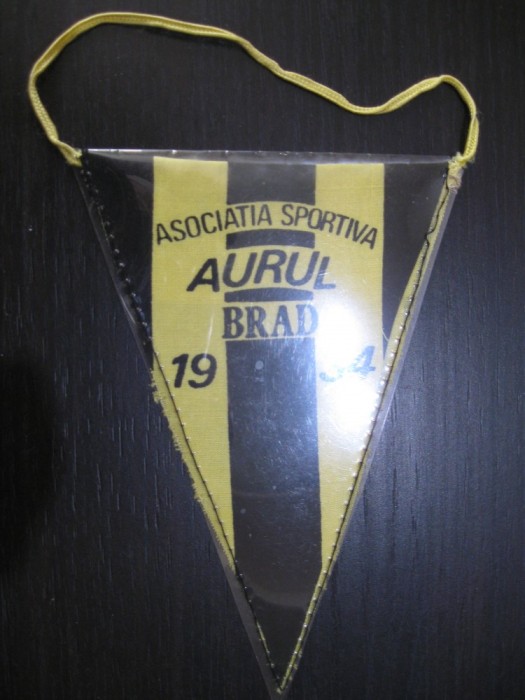 ASOCIATIA SPORTIVA
AURUL
BRAD
19 34